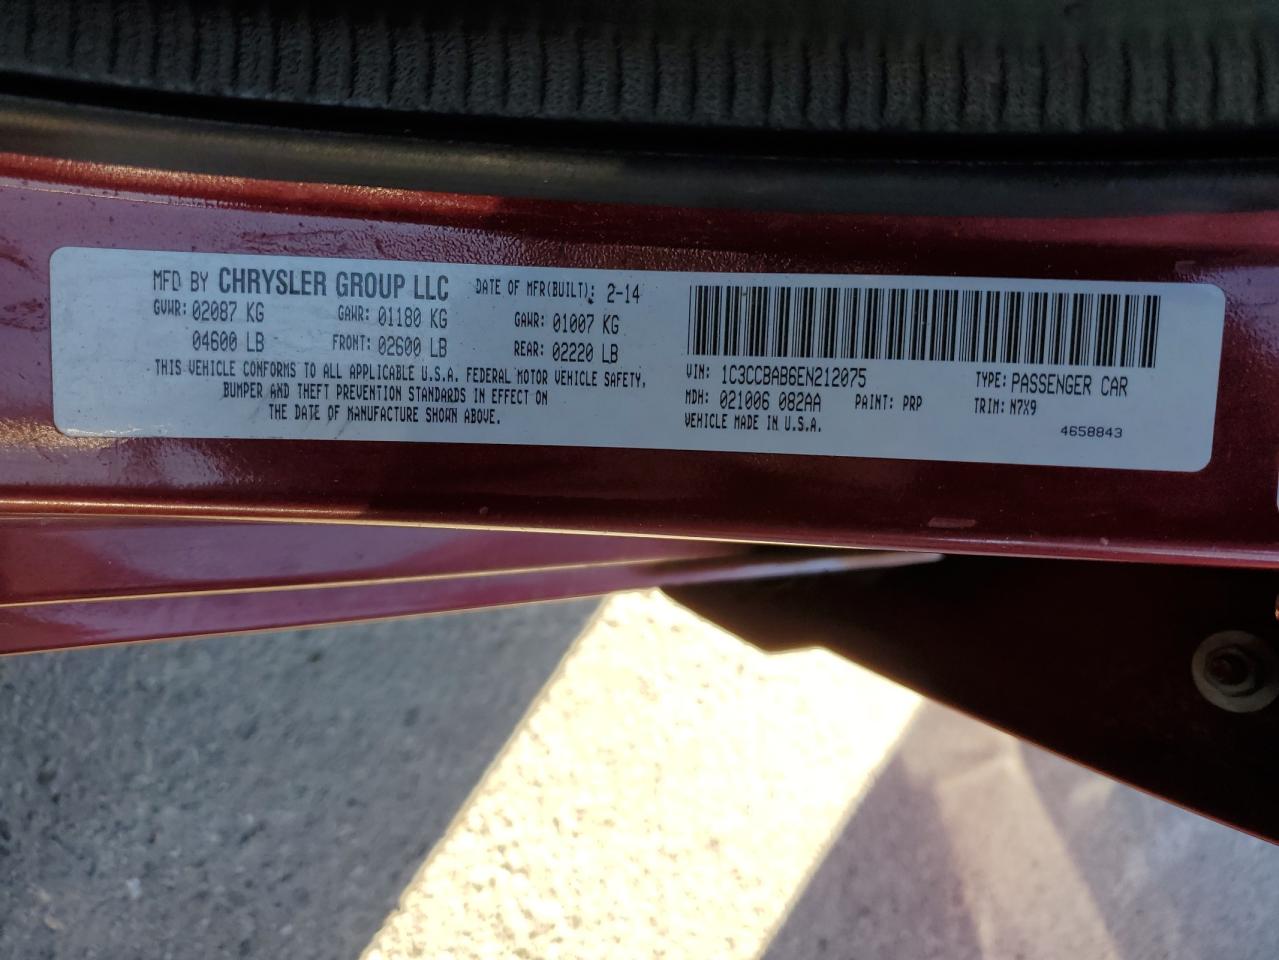 MFD BY CHRYSLER GROUP LLC DATE OF MFR(BUILT): 2-14
GVWR: 02087 KG GAWR: 01180 KG GAWR: 01007 KG
04600 LB FRONT: 02600 LB REAR: 02220 LB
THIS VEHICLE CONFORMS TO ALL APPLICABLE U.S.A. FEDERAL MOTOR VEHICLE SAFETY,
BUMPER AND THEFT PREVENTION STANDARDS IN EFFECT ON
THE DATE OF MANUFACTURE SHOWN ABOVE.
VIN: 1C3CCBAB6EN212075 TYPE: PASSENGER CAR
MDH: 021006 082AA PAINT: PRP TRIM: N7X9
VEHICLE MADE IN U.S.A.
4658843